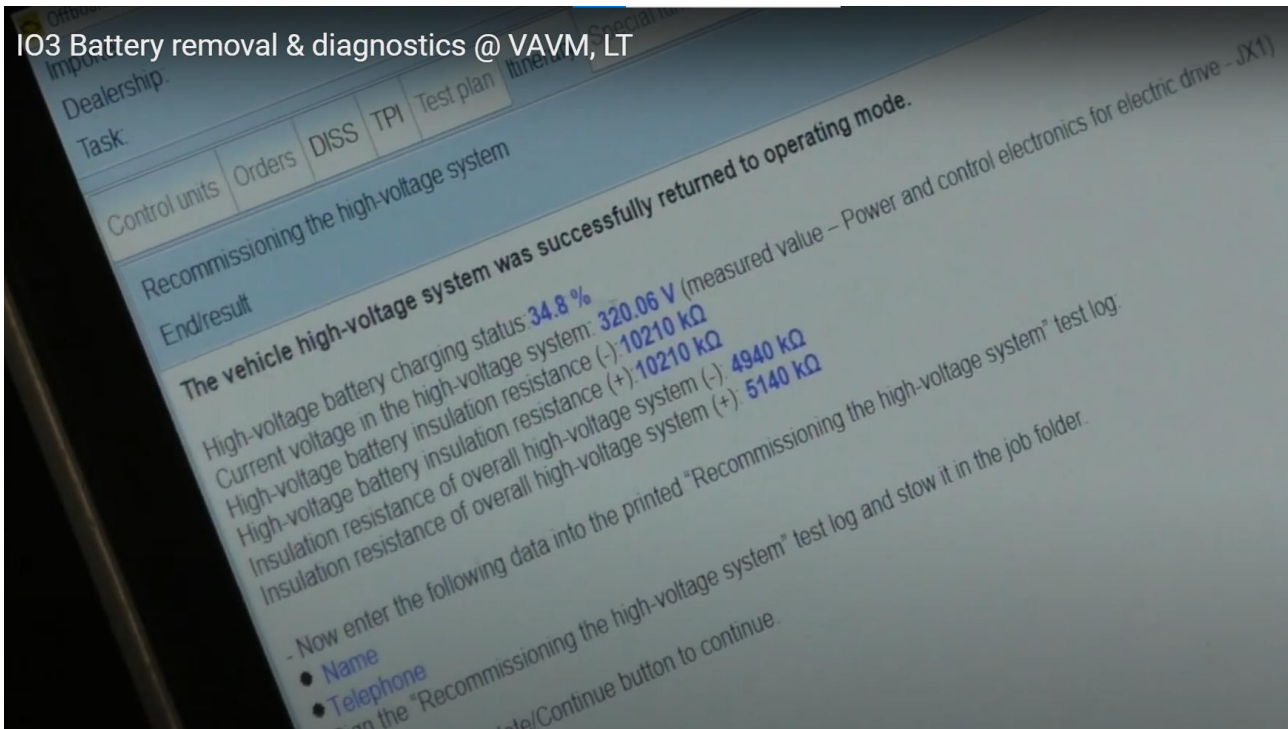 IO3 Battery removal & diagnostics @ VAVM, LT
Dealership:
Task:
Control units
Orders
DISS
TPI
Test plan
Itinerary
Special
Recommissioning the high-voltage system
End/result
The vehicle high-voltage system was successfully returned to operating mode.
High-voltage battery charging status:34.8 %
Current voltage in the high-voltage system: 320.06 V (measured value – Power and control electronics for electric drive - JX1)
High-voltage battery insulation resistance (-):10210 kΩ
High-voltage battery insulation resistance (+):10210 kΩ
Insulation resistance of overall high-voltage system (-): 4940 kΩ
Insulation resistance of overall high-voltage system (+): 5140 kΩ
- Now enter the following data into the printed "Recommissioning the high-voltage system" test log:
● Name
● Telephone
the "Recommissioning the high-voltage system" test log and stow it in the job folder.
/Continue button to continue.